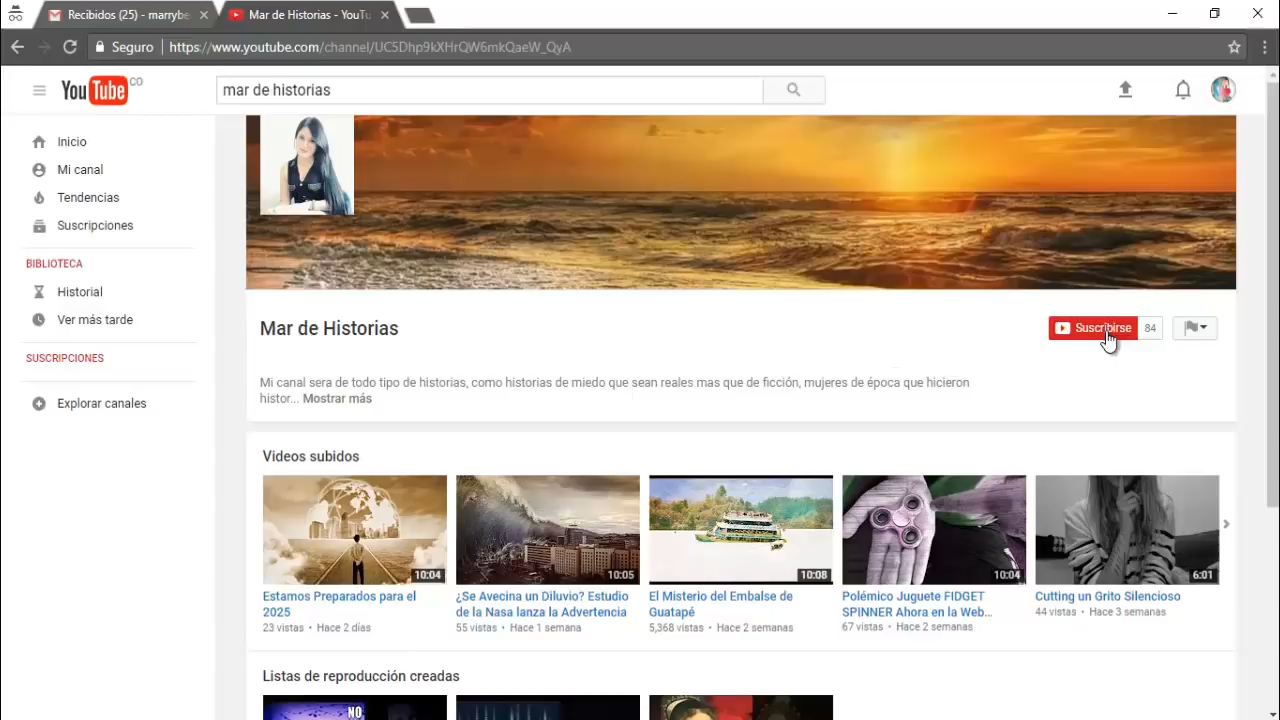 Recibidos (25) - marrybe
Mar de Historias - YouTu
Seguro
https://www.youtube.com/channel/UC5Dhp9kXHrQW6mkQaeW_QyA
YouTube CO
mar de historias
Inicio
Mi canal
Tendencias
Suscripciones
BIBLIOTECA
Historial
Ver más tarde
SUSCRIPCIONES
Explorar canales
Mar de Historias
Suscribirse 84
Mi canal sera de todo tipo de historias, como historias de miedo que sean reales mas que de ficción, mujeres de época que hicieron
histor... Mostrar más
Videos subidos
10:04
Estamos Preparados para el
2025
23 vistas • Hace 2 días
10:05
¿Se Avecina un Diluvio? Estudio
de la Nasa lanza la Advertencia
55 vistas • Hace 1 semana
10:08
El Misterio del Embalse de
Guatapé
5,368 vistas • Hace 2 semanas
10:04
Polémico Juguete FIDGET
SPINNER Ahora en la Web...
67 vistas • Hace 2 semanas
6:01
Cutting un Grito Silencioso
44 vistas • Hace 3 semanas
Listas de reproducción creadas
NO